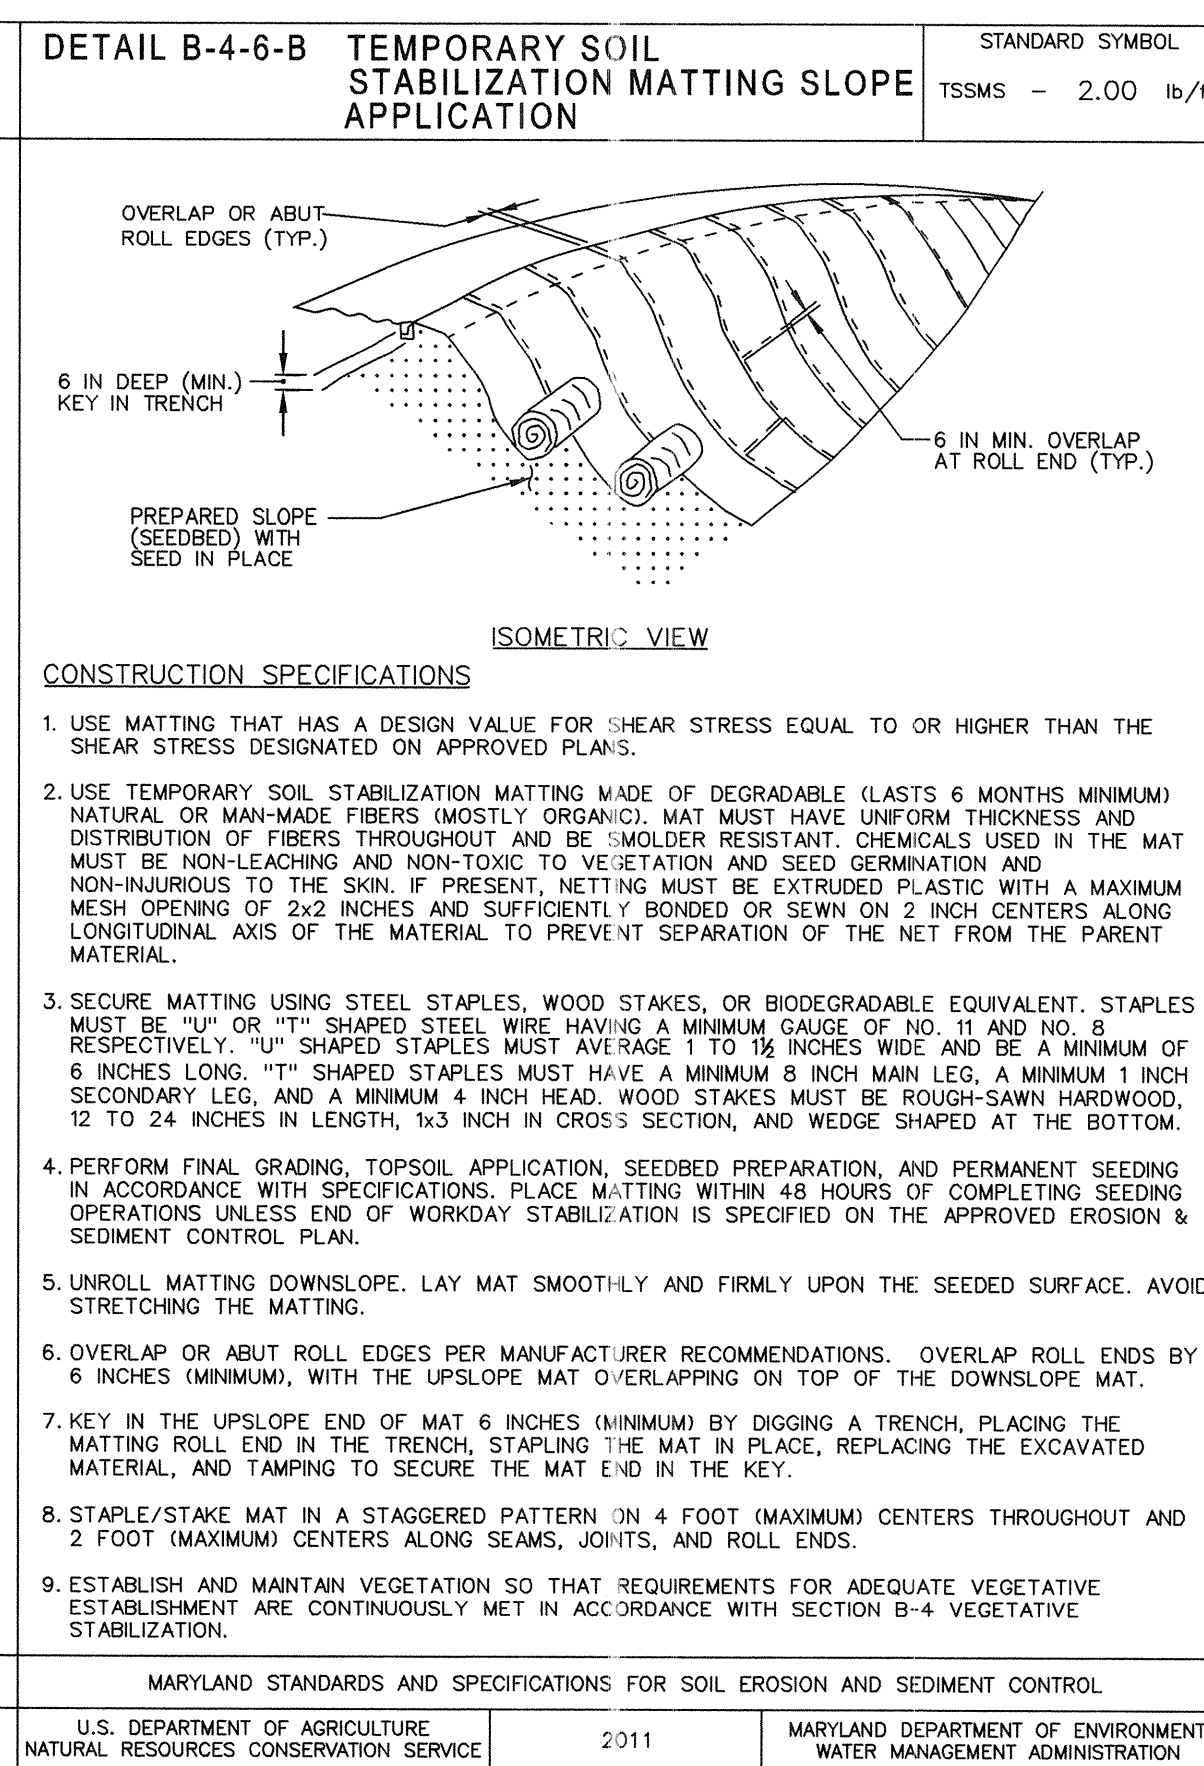 DETAIL B-4-6-B TEMPORARY SOIL
STABILIZATION MATTING SLOPE
APPLICATION
STANDARD SYMBOL
TSSMS - 2.00 lb/f
OVERLAP OR ABUT
ROLL EDGES (TYP.)
6 IN DEEP (MIN.)
KEY IN TRENCH
6 IN MIN. OVERLAP
AT ROLL END (TYP.)
PREPARED SLOPE
(SEEDBED) WITH
SEED IN PLACE
ISOMETRIC VIEW
CONSTRUCTION SPECIFICATIONS
1. USE MATTING THAT HAS A DESIGN VALUE FOR SHEAR STRESS EQUAL TO OR HIGHER THAN THE
SHEAR STRESS DESIGNATED ON APPROVED PLANS.
2. USE TEMPORARY SOIL STABILIZATION MATTING MADE OF DEGRADABLE (LASTS 6 MONTHS MINIMUM)
NATURAL OR MAN-MADE FIBERS (MOSTLY ORGANIC). MAT MUST HAVE UNIFORM THICKNESS AND
DISTRIBUTION OF FIBERS THROUGHOUT AND BE SMOLDER RESISTANT. CHEMICALS USED IN THE MAT
MUST BE NON-LEACHING AND NON-TOXIC TO VEGETATION AND SEED GERMINATION AND
NON-INJURIOUS TO THE SKIN. IF PRESENT, NETTING MUST BE EXTRUDED PLASTIC WITH A MAXIMUM
MESH OPENING OF 2x2 INCHES AND SUFFICIENTLY BONDED OR SEWN ON 2 INCH CENTERS ALONG
LONGITUDINAL AXIS OF THE MATERIAL TO PREVENT SEPARATION OF THE NET FROM THE PARENT
MATERIAL.
3. SECURE MATTING USING STEEL STAPLES, WOOD STAKES, OR BIODEGRADABLE EQUIVALENT. STAPLES
MUST BE "U" OR "T" SHAPED STEEL WIRE HAVING A MINIMUM GAUGE OF NO. 11 AND NO. 8
RESPECTIVELY. "U" SHAPED STAPLES MUST AVERAGE 1 TO 1½ INCHES WIDE AND BE A MINIMUM OF
6 INCHES LONG. "T" SHAPED STAPLES MUST HAVE A MINIMUM 8 INCH MAIN LEG, A MINIMUM 1 INCH
SECONDARY LEG, AND A MINIMUM 4 INCH HEAD. WOOD STAKES MUST BE ROUGH-SAWN HARDWOOD,
12 TO 24 INCHES IN LENGTH, 1x3 INCH IN CROSS SECTION, AND WEDGE SHAPED AT THE BOTTOM.
4. PERFORM FINAL GRADING, TOPSOIL APPLICATION, SEEDBED PREPARATION, AND PERMANENT SEEDING
IN ACCORDANCE WITH SPECIFICATIONS. PLACE MATTING WITHIN 48 HOURS OF COMPLETING SEEDING
OPERATIONS UNLESS END OF WORKDAY STABILIZATION IS SPECIFIED ON THE APPROVED EROSION &
SEDIMENT CONTROL PLAN.
5. UNROLL MATTING DOWNSLOPE. LAY MAT SMOOTHLY AND FIRMLY UPON THE SEEDED SURFACE. AVOID
STRETCHING THE MATTING.
6. OVERLAP OR ABUT ROLL EDGES PER MANUFACTURER RECOMMENDATIONS. OVERLAP ROLL ENDS BY
6 INCHES (MINIMUM), WITH THE UPSLOPE MAT OVERLAPPING ON TOP OF THE DOWNSLOPE MAT.
7. KEY IN THE UPSLOPE END OF MAT 6 INCHES (MINIMUM) BY DIGGING A TRENCH, PLACING THE
MATTING ROLL END IN THE TRENCH, STAPLING THE MAT IN PLACE, REPLACING THE EXCAVATED
MATERIAL, AND TAMPING TO SECURE THE MAT END IN THE KEY.
8. STAPLE/STAKE MAT IN A STAGGERED PATTERN ON 4 FOOT (MAXIMUM) CENTERS THROUGHOUT AND
2 FOOT (MAXIMUM) CENTERS ALONG SEAMS, JOINTS, AND ROLL ENDS.
9. ESTABLISH AND MAINTAIN VEGETATION SO THAT REQUIREMENTS FOR ADEQUATE VEGETATIVE
ESTABLISHMENT ARE CONTINUOUSLY MET IN ACCORDANCE WITH SECTION B-4 VEGETATIVE
STABILIZATION.
MARYLAND STANDARDS AND SPECIFICATIONS FOR SOIL EROSION AND SEDIMENT CONTROL
U.S. DEPARTMENT OF AGRICULTURE
NATURAL RESOURCES CONSERVATION SERVICE
2011
MARYLAND DEPARTMENT OF ENVIRONMENT
WATER MANAGEMENT ADMINISTRATION